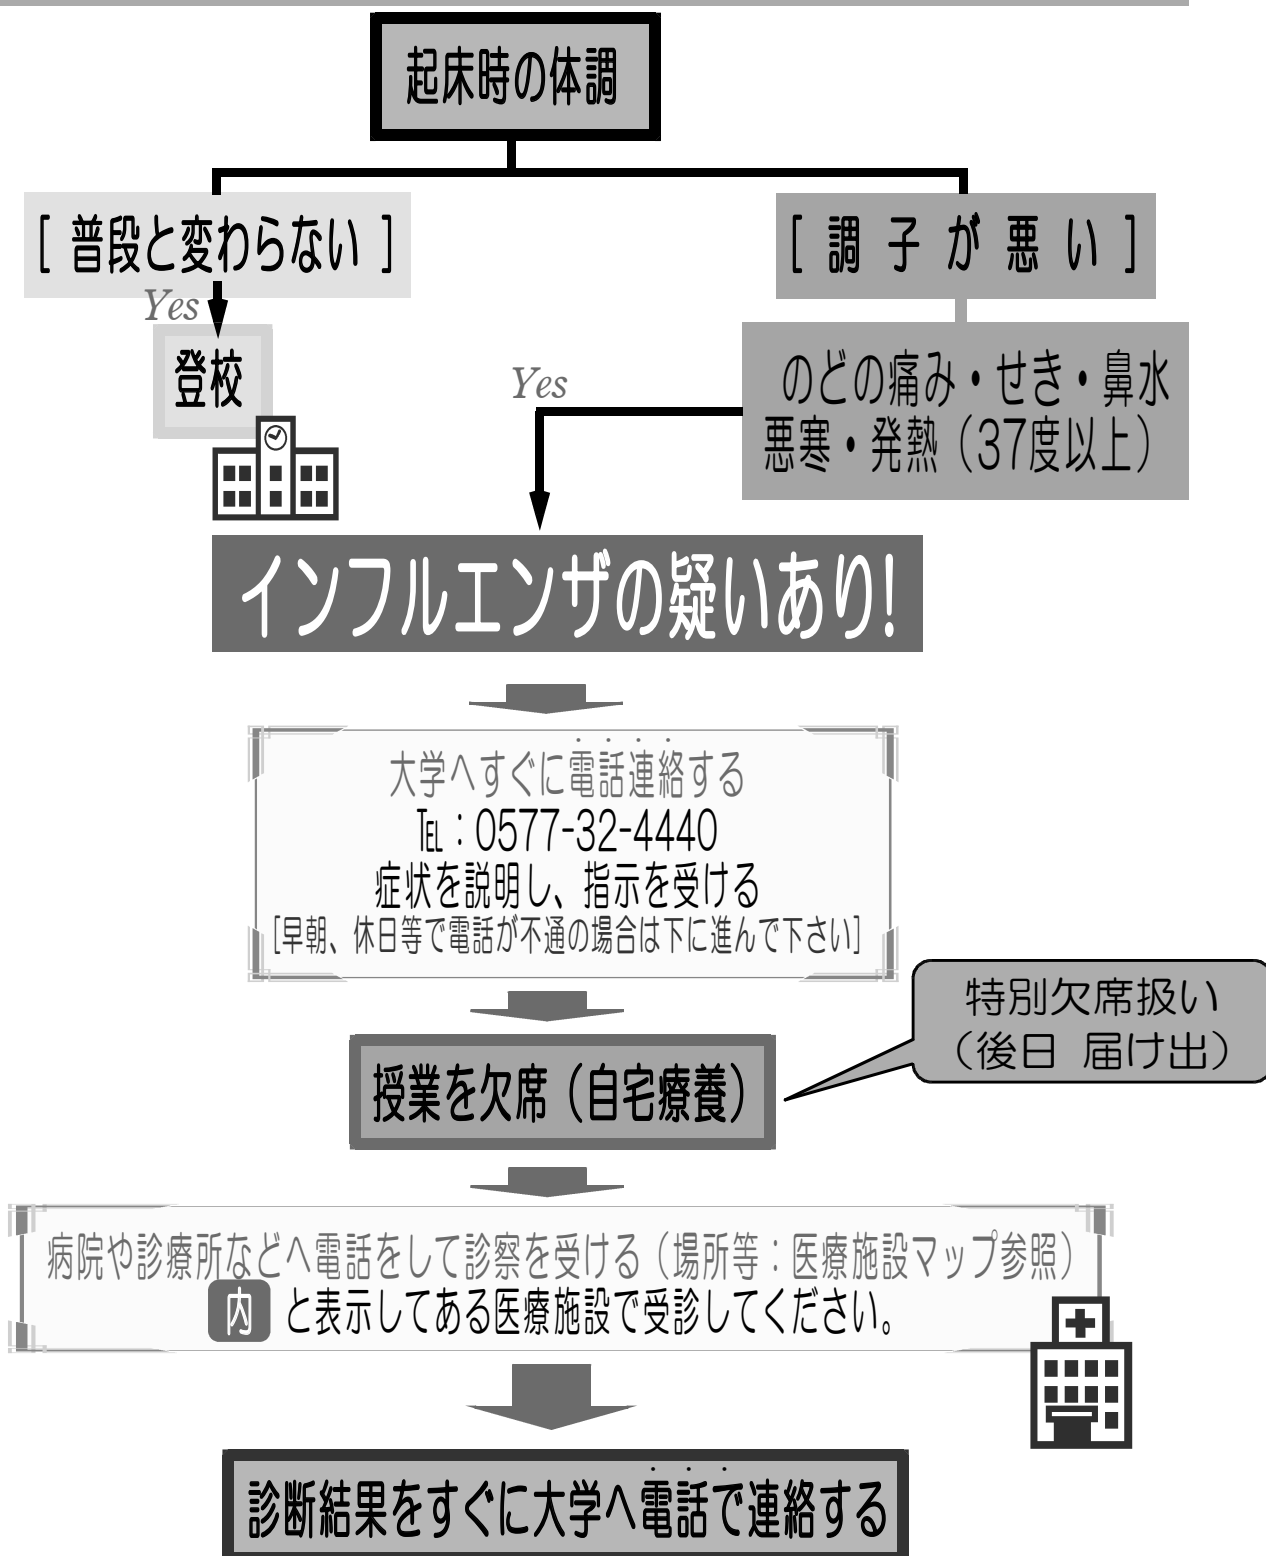 起床時の体調
[ 普段と変わらない ]
[ 調 子 が 悪 い ]
Yes
登校
Yes
のどの痛み・せき・鼻水
悪寒・発熱（37度以上）
インフルエンザの疑いあり!
大学へすぐに電話連絡する
℡：0577-32-4440
症状を説明し、指示を受ける
[早朝、休日等で電話が不通の場合は下に進んで下さい]
特別欠席扱い
（後日 届け出）
授業を欠席（自宅療養）
病院や診療所などへ電話をして診察を受ける（場所等：医療施設マップ参照）
内 と表示してある医療施設で受診してください。
診断結果をすぐに大学へ電話で連絡する